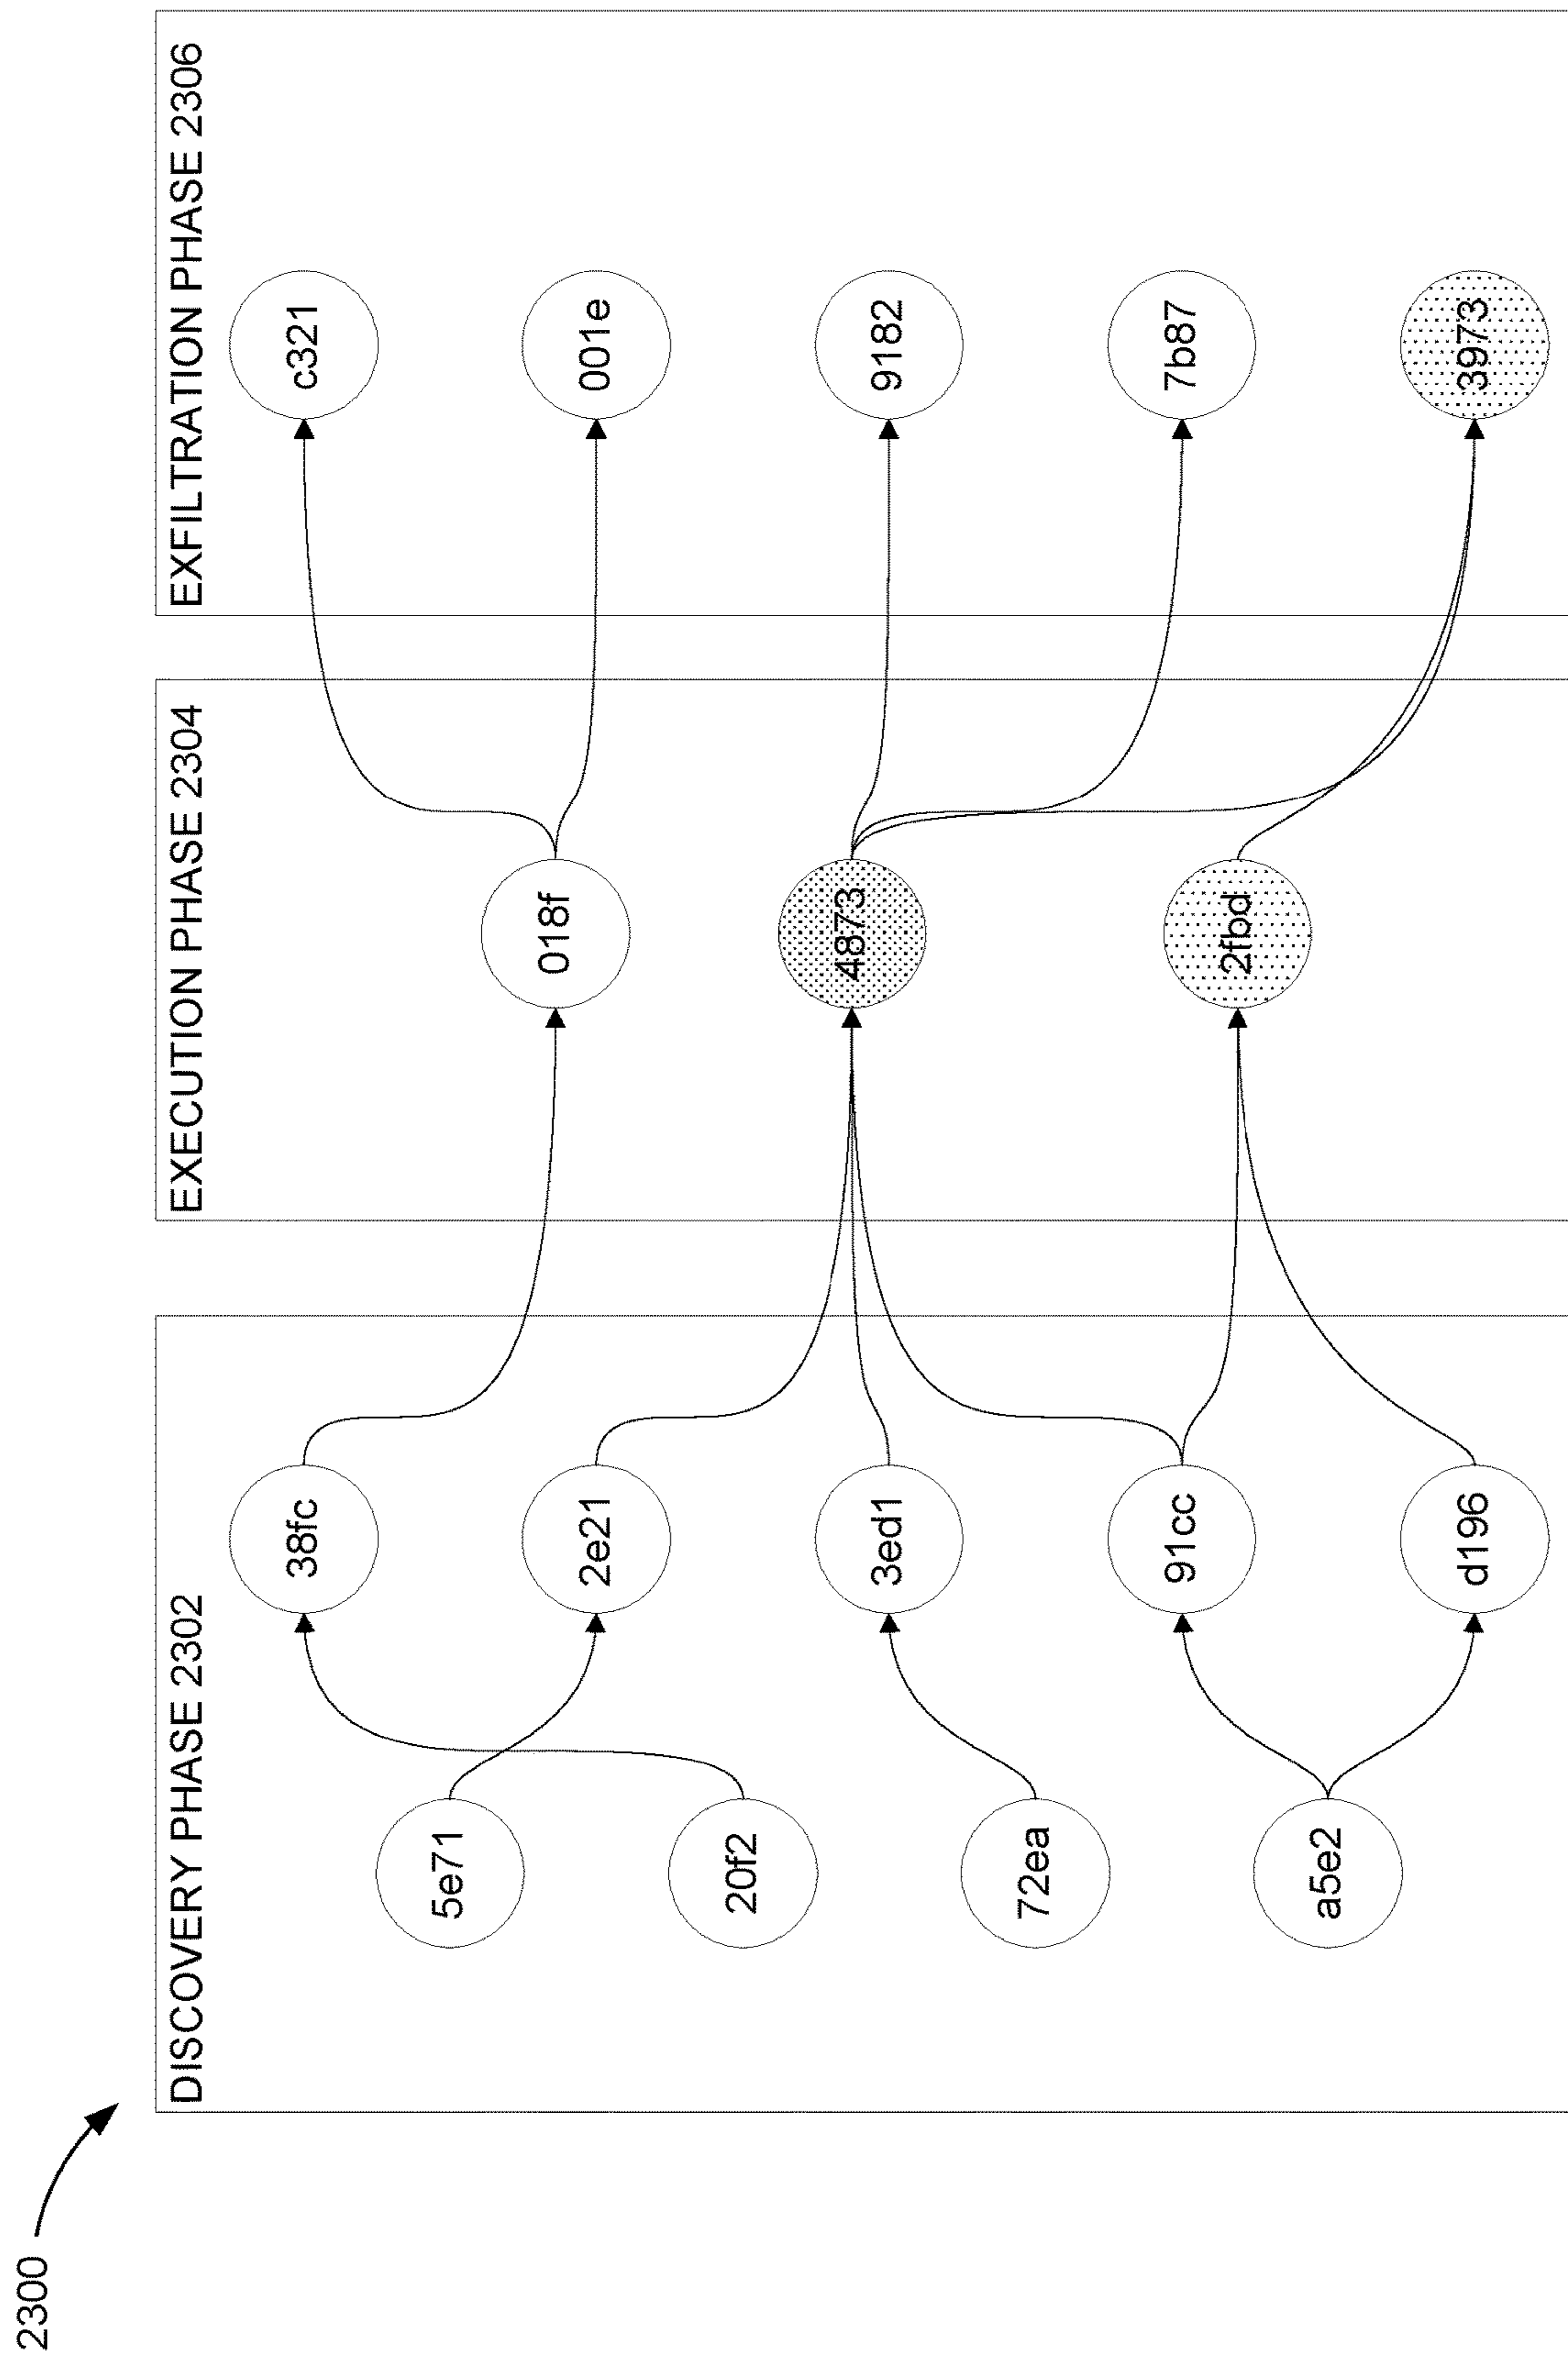 2300
DISCOVERY PHASE 2302
5e71
20f2
72ea
a5e2
38fc
2e21
3ed1
91cc
d196
EXECUTION PHASE 2304
018f
4873
2fbd
EXFILTRATION PHASE 2306
c321
001e
9182
7b87
3973